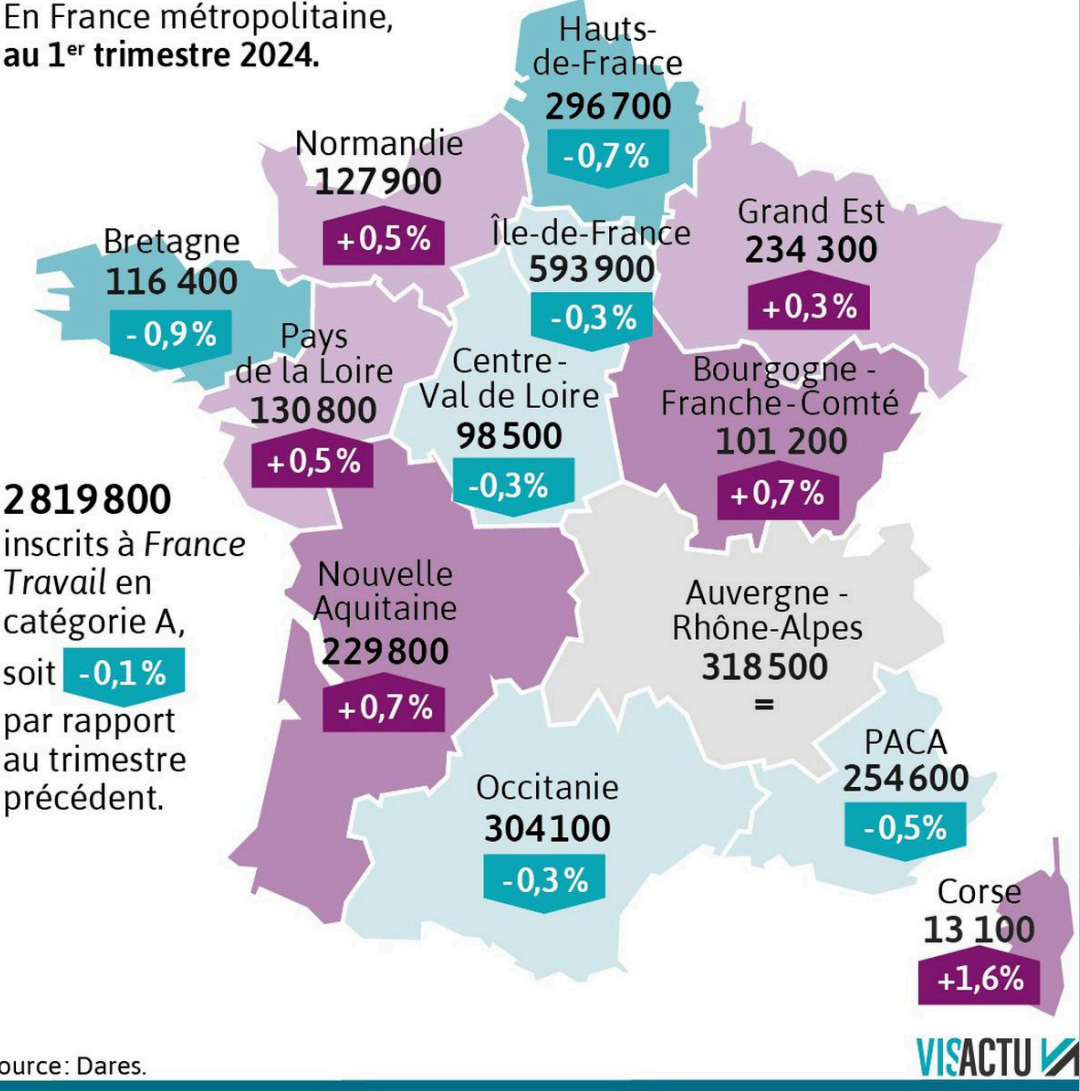 En France métropolitaine,
au 1er trimestre 2024.
Hauts-
de-France
296 700
-0,7 %
Normandie
127 900
+0,5 %
Île-de-France
593 900
-0,3 %
Grand Est
234 300
+0,3 %
Bretagne
116 400
-0,9 %
Pays
de la Loire
130 800
+0,5 %
Centre-
Val de Loire
98 500
-0,3%
Bourgogne -
Franche-Comté
101 200
+0,7 %
2 819 800
inscrits à France
Travail en
catégorie A,
soit -0,1 %
par rapport
au trimestre
précédent.
Nouvelle
Aquitaine
229 800
+0,7 %
Auvergne -
Rhône-Alpes
318 500
=
PACA
254 600
-0,5 %
Occitanie
304 100
-0,3 %
Corse
13 100
+1,6%
ource: Dares.
VISACTU